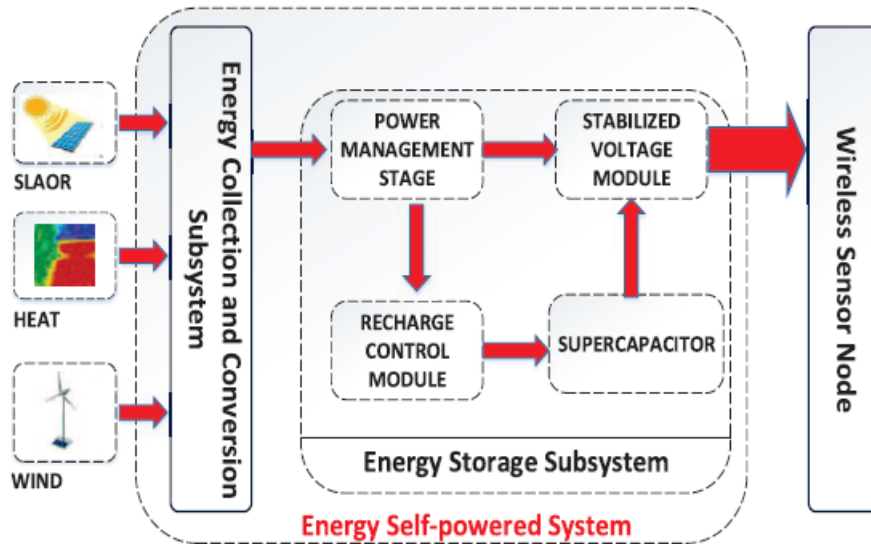 SLAOR
HEAT
WIND
Energy Collection and Conversion
Subsystem
POWER
MANAGEMENT
STAGE
STABILIZED
VOLTAGE
MODULE
RECHARGE
CONTROL
MODULE
SUPERCAPACITOR
Energy Storage Subsystem
Energy Self-powered System
Wireless Sensor Node